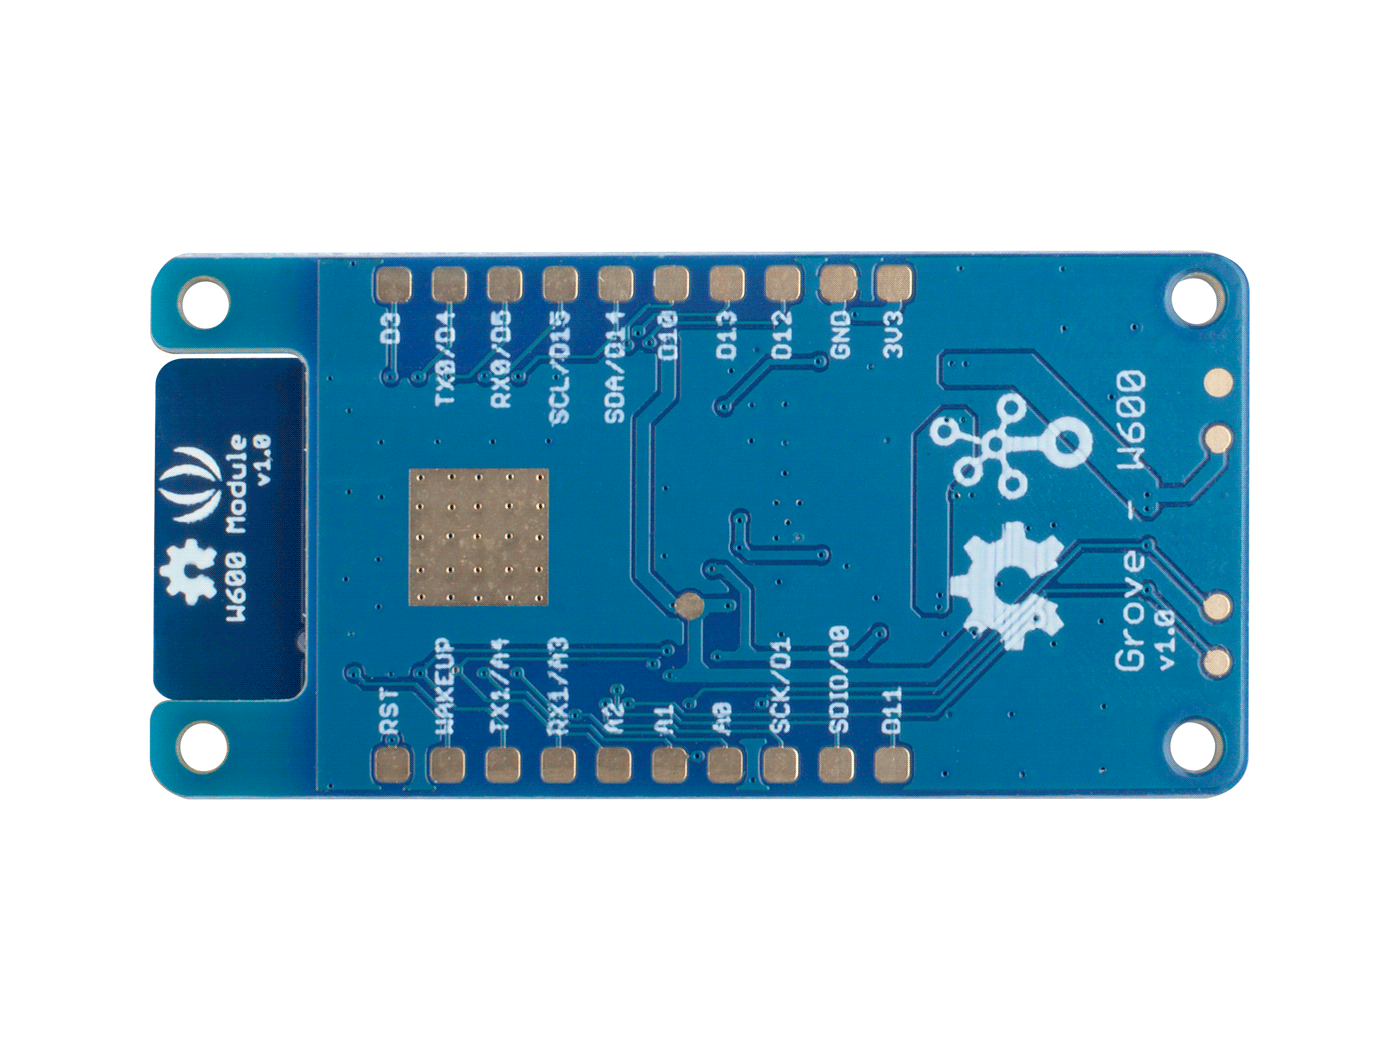 D3
TX0/D4
RX0/D5
SCL/D15
SDA/D14
D10
D13
D12
GND
3V3
W600 Module
v1.0
Grove - W600
v1.0
RST
WAKEUP
TX1/A4
RX1/A3
A2
A1
A0
SCK/D1
SDIO/D0
D11